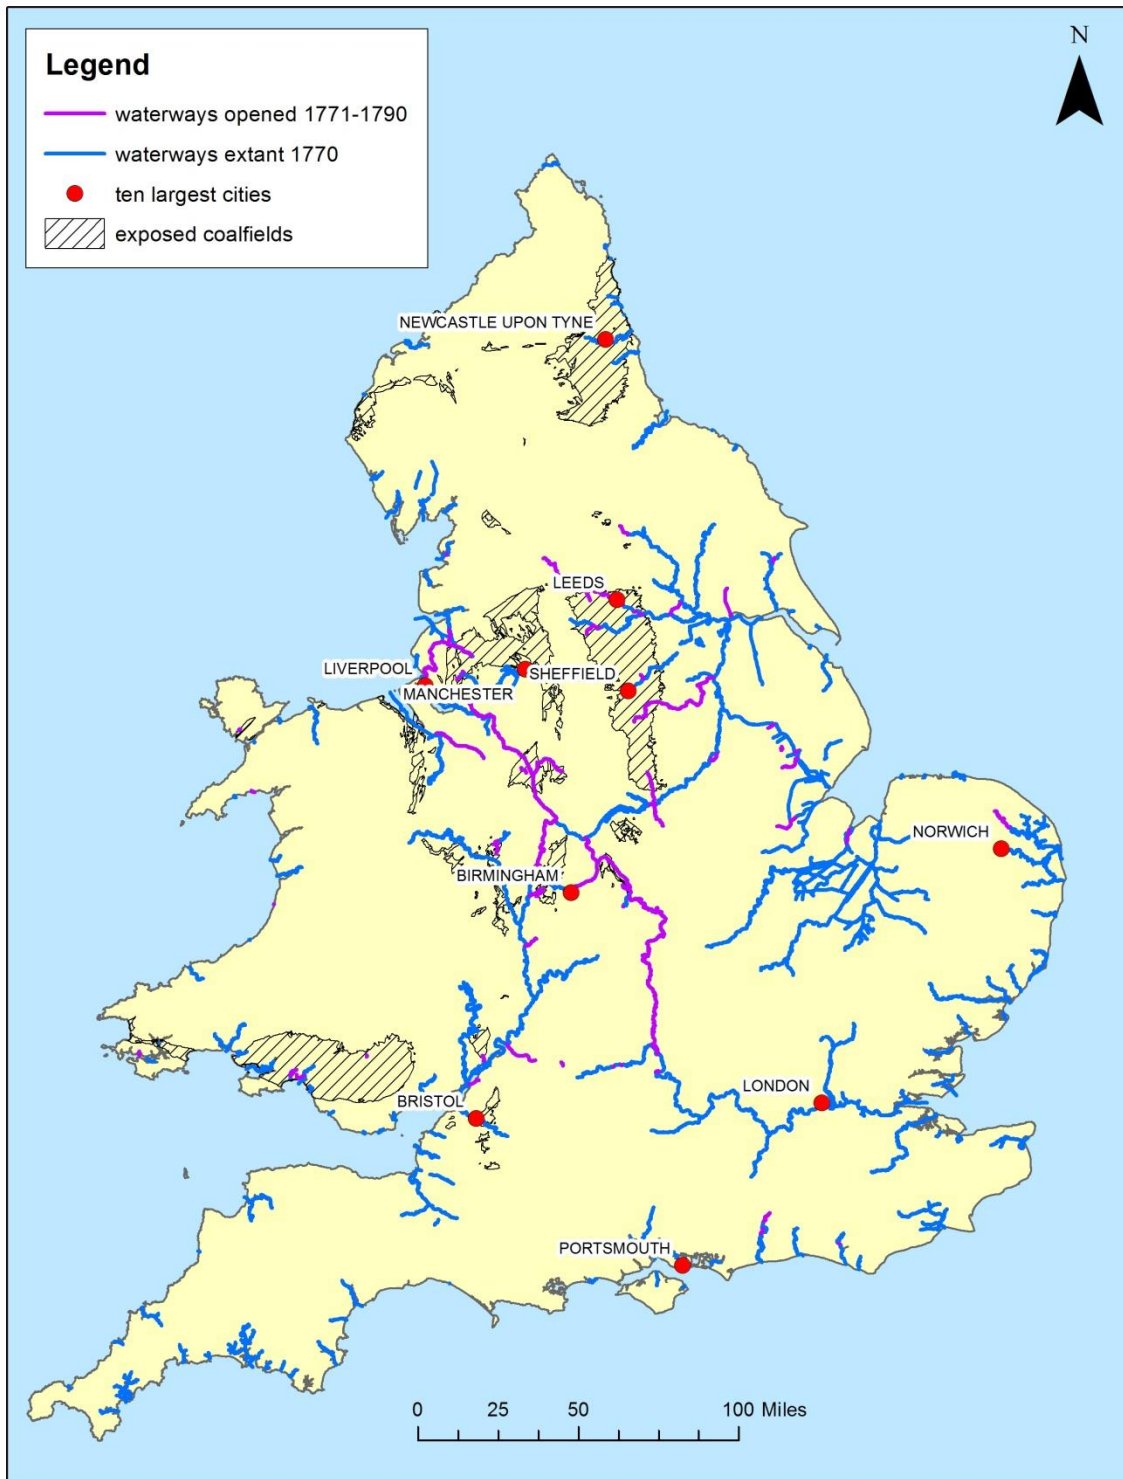 N
Legend
waterways opened 1771-1790
waterways extant 1770
ten largest cities
exposed coalfields
NEWCASTLE UPON TYNE
LEEDS
LIVERPOOL
SHEFFIELD
MANCHESTER
NORWICH
BIRMINGHAM
LONDON
BRISTOL
PORTSMOUTH
0 25 50 100 Miles